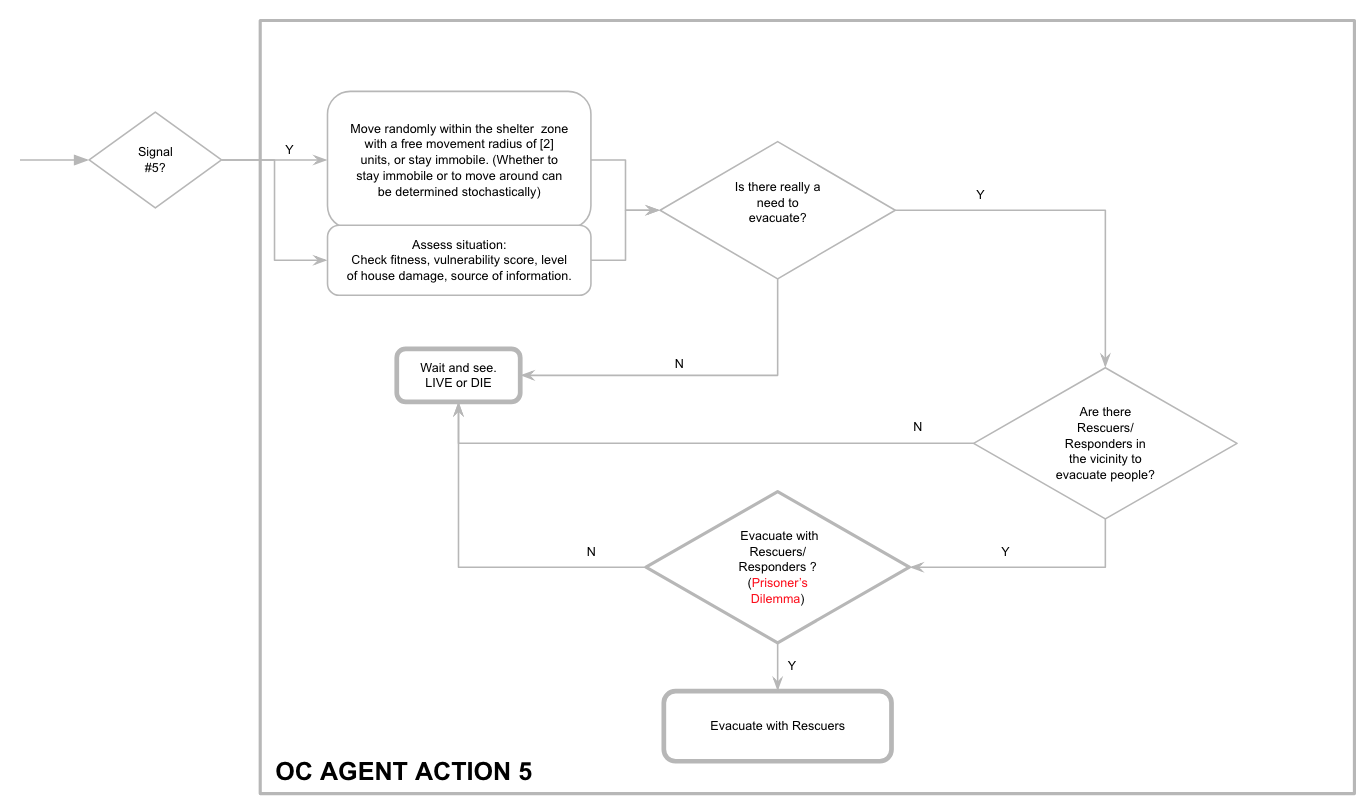 Signal
#5?
Y
Move randomly within the shelter  zone
with a free movement radius of [2]
units, or stay immobile. (Whether to
stay immobile or to move around can
be determined stochastically)
Assess situation:
Check fitness, vulnerability score, level
of house damage, source of information.
Is there really a
need to
evacuate?
Y
N
Wait and see.
LIVE or DIE
Are there
Rescuers/
Responders in
the vicinity to
evacuate people?
N
Y
Evacuate with
Rescuers/
Responders ?
(Prisoner’s
Dilemma)
N
Y
Evacuate with Rescuers
OC AGENT ACTION 5